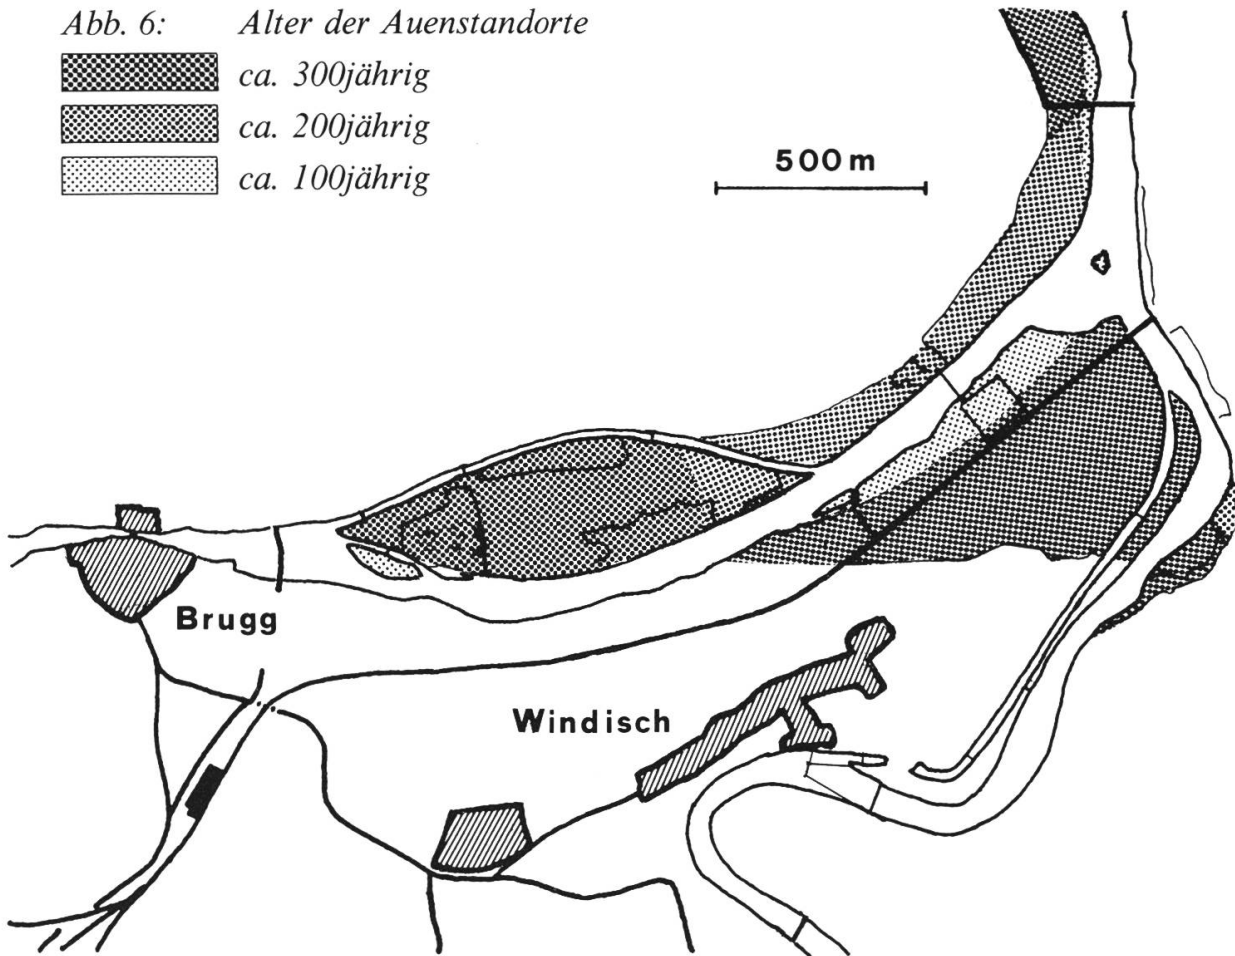 Abb. 6: Alter der Auenstandorte
ca. 300jährig
ca. 200jährig
ca. 100jährig
500 m
Brugg
Windisch